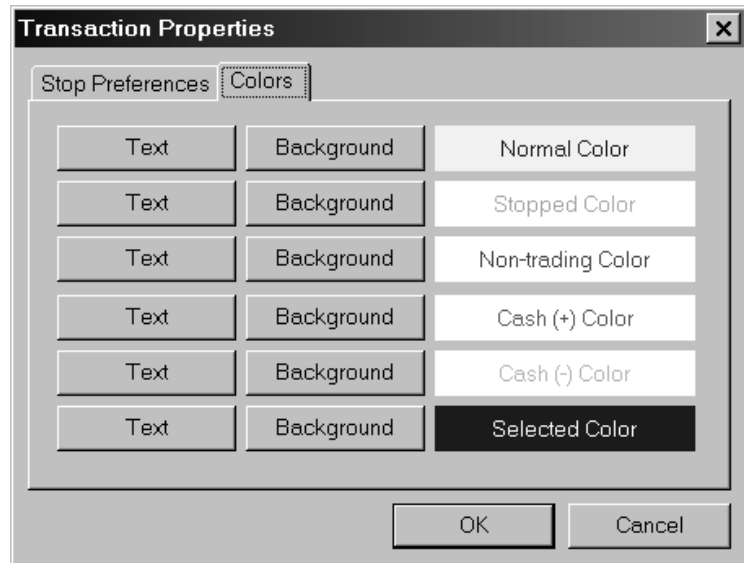 Transaction Properties
Stop Preferences Colors
Text Background Normal Color
Text Background Stopped Color
Text Background Non-trading Color
Text Background Cash (+) Color
Text Background Cash (-) Color
Text Background Selected Color
OK Cancel